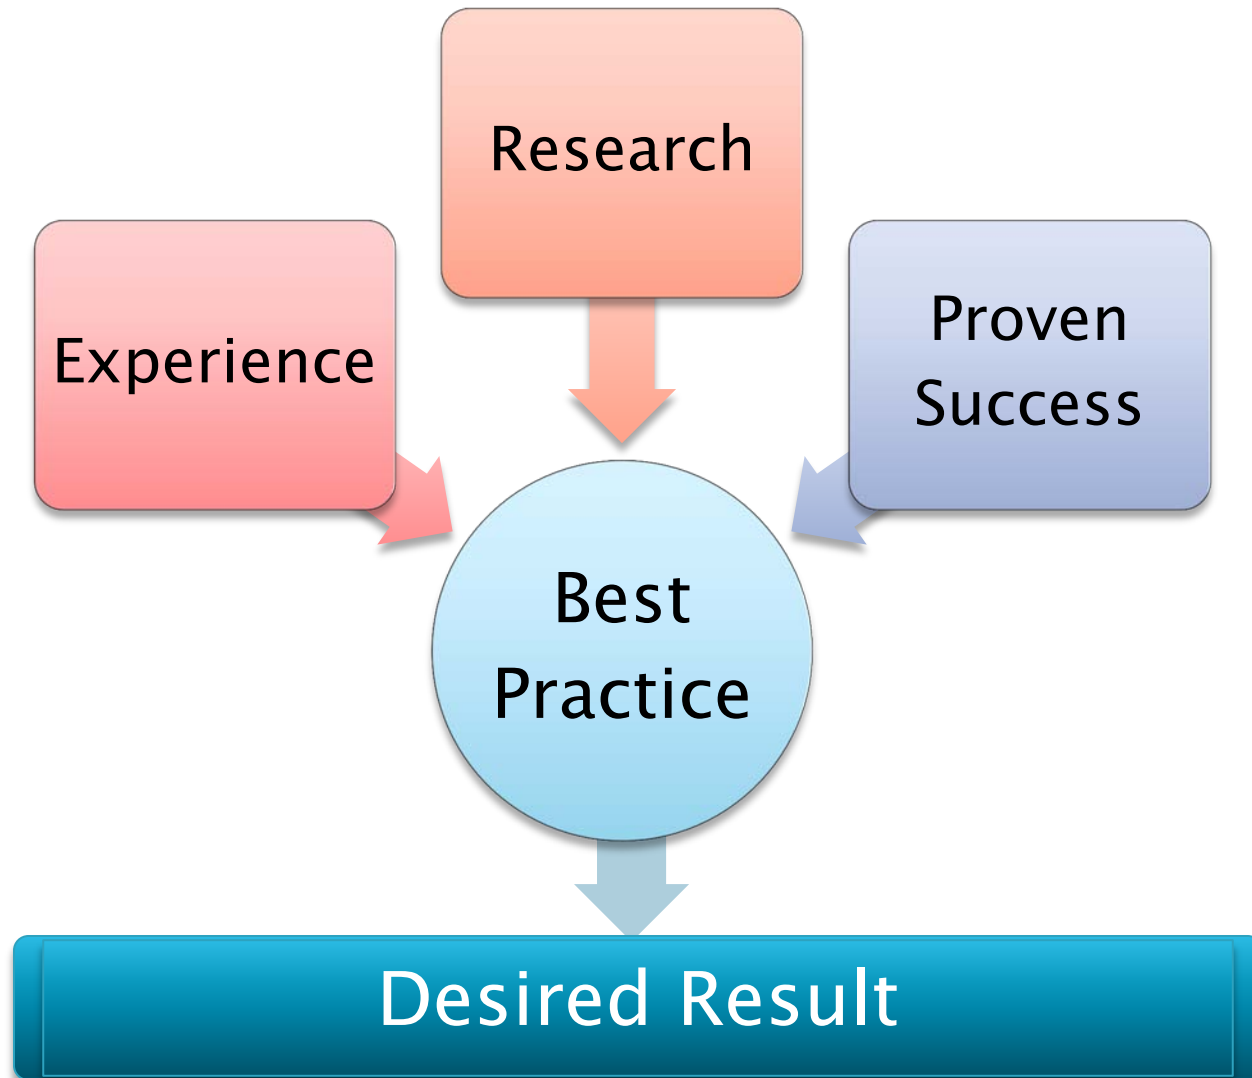 Research
Experience
Proven
Success
Best
Practice
Desired Result